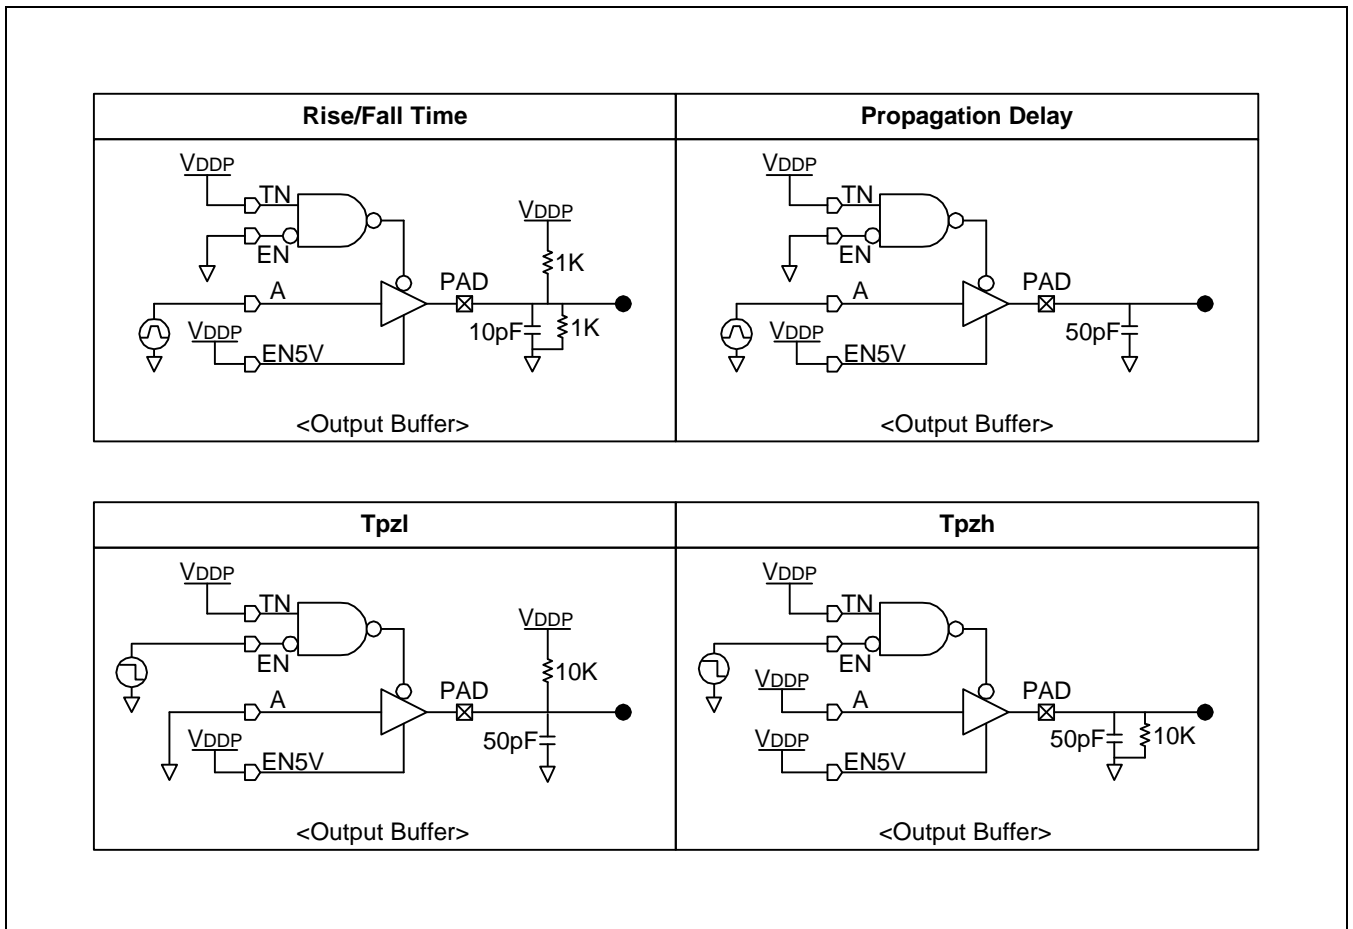 Rise/Fall Time
VDDP
TN
EN
A
VDDP
EN5V
PAD
VDDP
1K
10pF
1K
<Output Buffer>
Propagation Delay
VDDP
TN
EN
A
VDDP
EN5V
PAD
50pF
<Output Buffer>
Tpzl
VDDP
TN
EN
A
VDDP
EN5V
PAD
VDDP
10K
50pF
<Output Buffer>
Tpzh
VDDP
TN
EN
VDDP
A
VDDP
EN5V
PAD
50pF
10K
<Output Buffer>